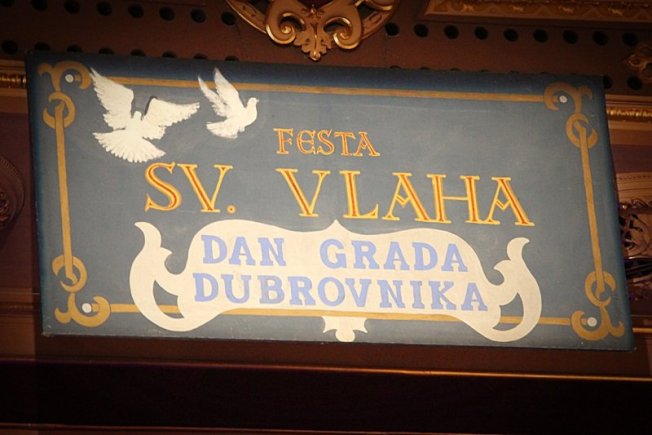 FESTA
SV. VLAHA
DAN GRADA
DUBROVNIKA